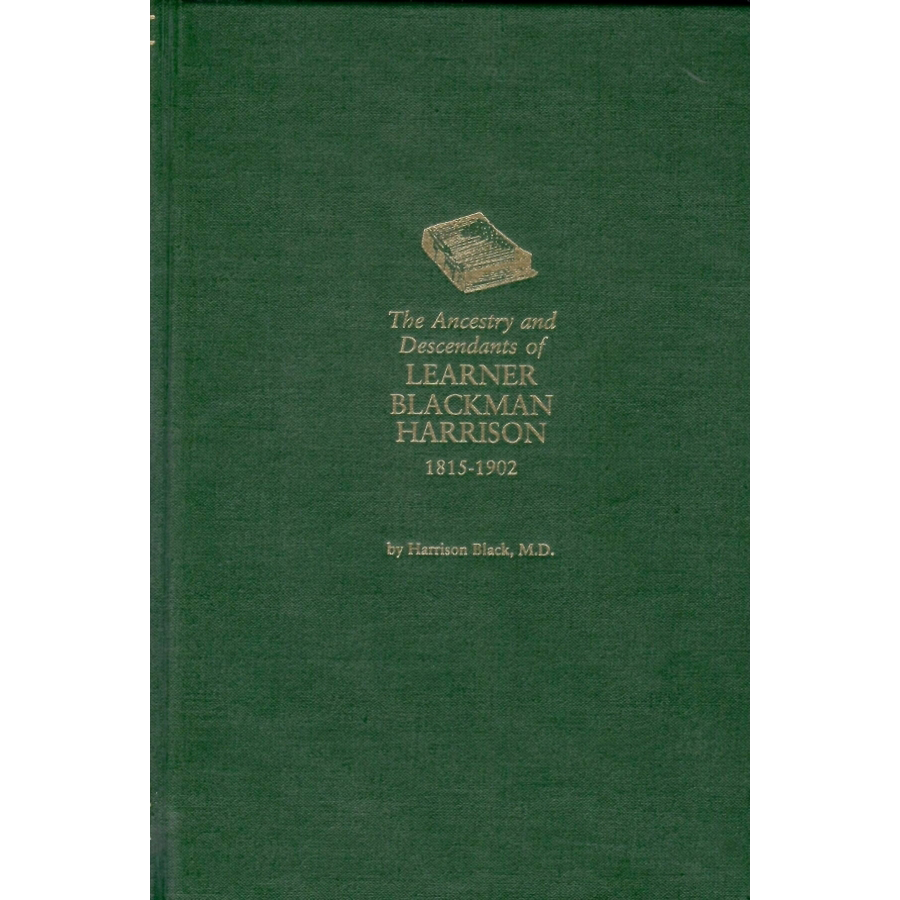 The Ancestry and
Descendants of
LEARNER
BLACKMAN
HARRISON
1815-1902
by Harrison Black, M.D.